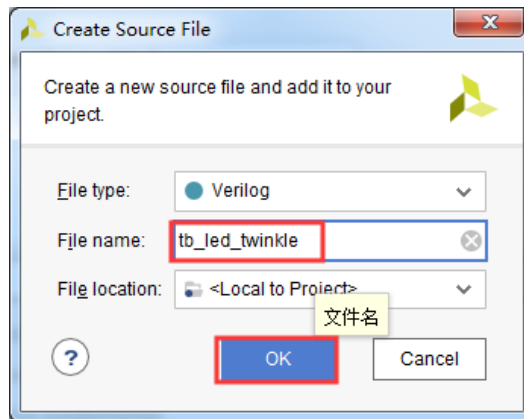 Create Source File
Create a new source file and add it to your
project.
File type:
Verilog
File name:
tb_led_twinkle
File location:
<Local to Project>
文件名
?
OK
Cancel